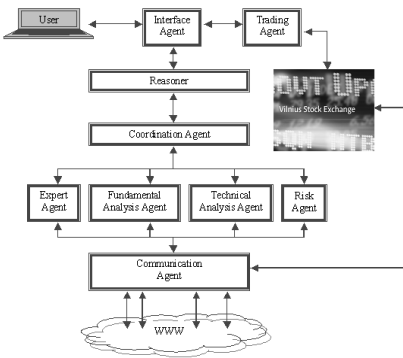 User
Interface
Agent
Trading
Agent
Reasoner
Vilnius Stock Exchange
Coordination Agent
Expert
Agent
Fundamental
Analysis Agent
Technical
Analysis Agent
Risk
Agent
Communication
Agent
WWW